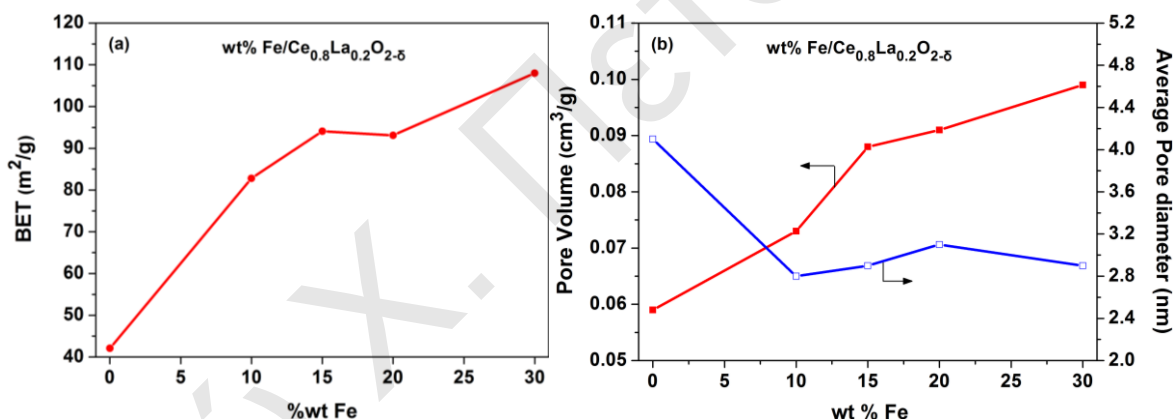 (a)
wt% Fe/Ce0.8La0.2O2-δ
BET (m2/g)
120
110
100
90
80
70
60
50
40
0 5 10 15 20 25 30
%wt Fe
(b)
wt% Fe/Ce0.8La0.2O2-δ
Pore Volume (cm3/g)
0.11
0.10
0.09
0.08
0.07
0.06
0.05
0 5 10 15 20 25 30
wt % Fe
5.2
4.8
4.4
4.0
3.6
3.2
2.8
2.4
2.0
Average Pore diameter (nm)